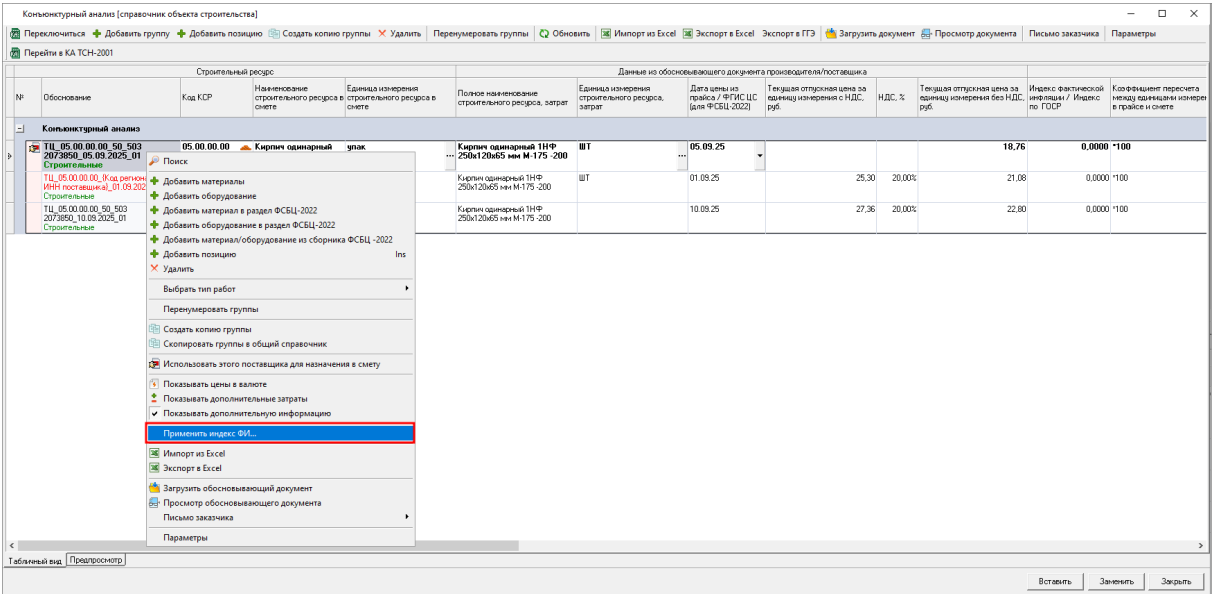 Конъюнктурный анализ [справочник объекта строительства]
Переключиться Добавить группу Добавить позицию Создать копию группы Удалить Перенумеровать группы Обновить Импорт из Excel Экспорт в Excel Экспорт в ГГЭ Загрузить документ Просмотр документа Письмо заказчика Параметры
Перейти в КА ТСН-2001
Строительный ресурс Данные из обосновывающего документа производителя/поставщика
№ Обоснование Код КСР Наименование строительного ресурса в смете Единица измерения строительного ресурса в смете Полное наименование строительного ресурса, затрат Единица измерения строительного ресурса, затрат Дата цены из прайса / ФГИС ЦС (для ФСБЦ-2022) Текущая отпускная цена за единицу измерения с НДС, руб. НДС, % Текущая отпускная цена за единицу измерения без НДС, руб. Индекс фактической инфляции / Индекс по ГОСР Коэффициент пересчета между единицами измере в прайсе и смете
Конъюнктурный анализ
ТЦ_05.00.00.00_50_503 05.00.00.00 Кирпич одинарный упак ... Кирпич одинарный 1НФ ШТ ... 05.09.25 18,76 0,0000 *100
2073850_05.09.2025_01 250х120х65 мм М-175 -200
Строительные
ТЦ_05.00.00.00_{Код регион Кирпич одинарный 1НФ ШТ 01.09.25 25,30 20,00% 21,08 0,0000 *100
ИНН поставщика}_01.09.202 250х120х65 мм М-175 -200
Строительные
ТЦ_05.00.00.00_50_503 Кирпич одинарный 1НФ 10.09.25 27,36 20,00% 22,80 0,0000 *100
2073850_10.09.2025_01 250х120х65 мм М-175 -200
Строительные
Поиск
Добавить материалы
Добавить оборудование
Добавить материал в раздел ФСБЦ-2022
Добавить оборудование в раздел ФСБЦ-2022
Добавить материал/оборудование из сборника ФСБЦ -2022
Добавить позицию Ins
Удалить
Выбрать тип работ
Перенумеровать группы
Создать копию группы
Скопировать группы в общий справочник
Использовать этого поставщика для назначения в смету
Показывать цены в валюте
Показывать дополнительные затраты
Показывать дополнительную информацию
Применить индекс ФИ...
Импорт из Excel
Экспорт в Excel
Загрузить обосновывающий документ
Просмотр обосновывающего документа
Письмо заказчика
Параметры
Табличный вид Предпросмотр
Вставить Заменить Закрыть